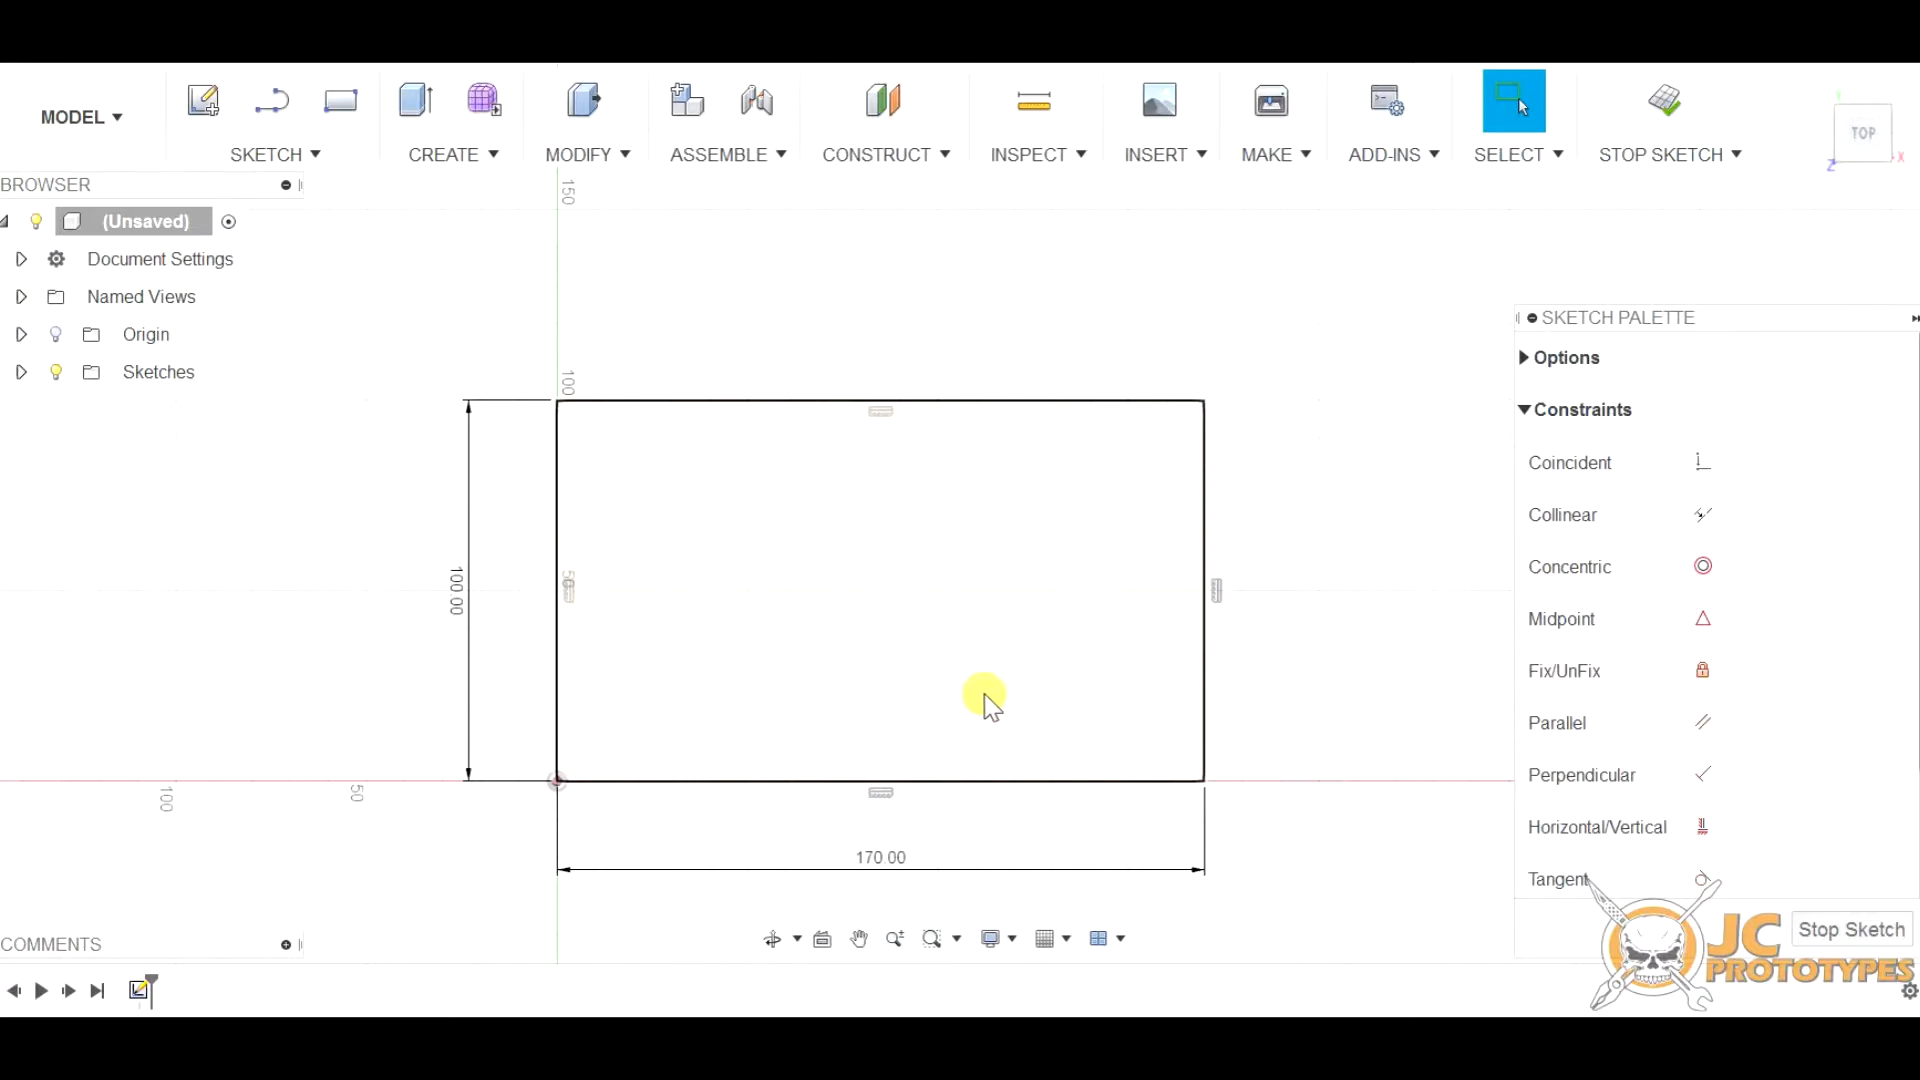 MODEL
SKETCH
CREATE
MODIFY
ASSEMBLE
CONSTRUCT
INSPECT
INSERT
MAKE
ADD-INS
SELECT
STOP SKETCH
TOP
X
Z
BROWSER
(Unsaved)
Document Settings
Named Views
Origin
Sketches
150
100
50
100.00
170.00
100
50
SKETCH PALETTE
Options
Constraints
Coincident
Collinear
Concentric
Midpoint
Fix/UnFix
Parallel
Perpendicular
Horizontal/Vertical
Tangent
Stop Sketch
JC
PROTOTYPES
COMMENTS